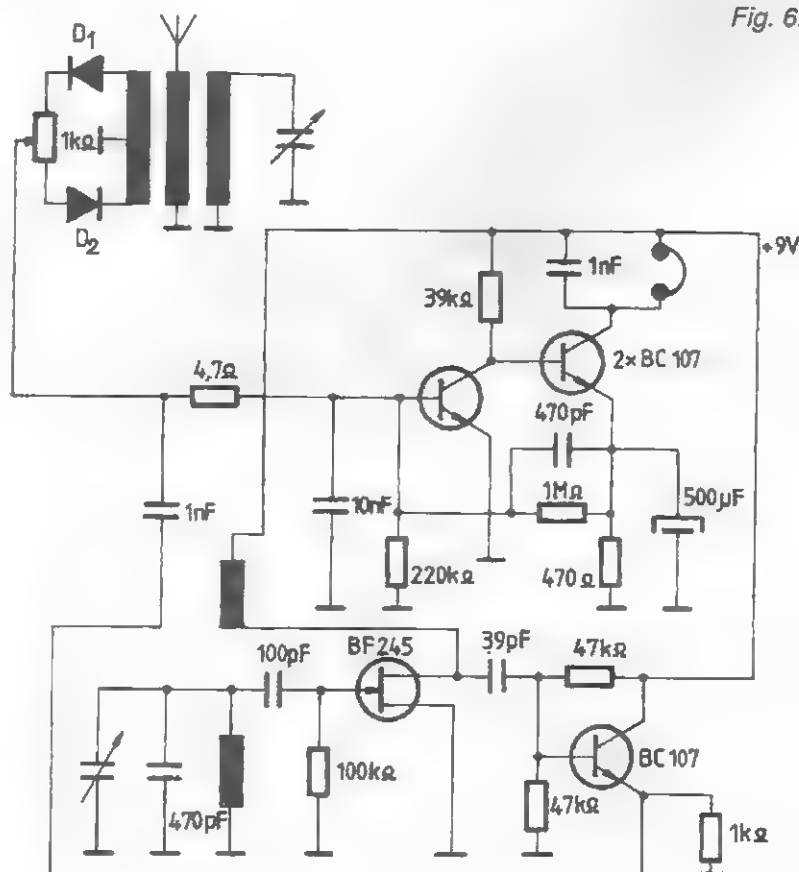 Fig. 6.
D1
1kΩ
D2
+9V
1nF
39kΩ
2×BC 107
4,7Ω
470pF
1nF
10nF
1MΩ
500µF
220kΩ
470Ω
39pF
47kΩ
100pF
BF245
BC 107
100kΩ
470pF
47kΩ
1kΩ